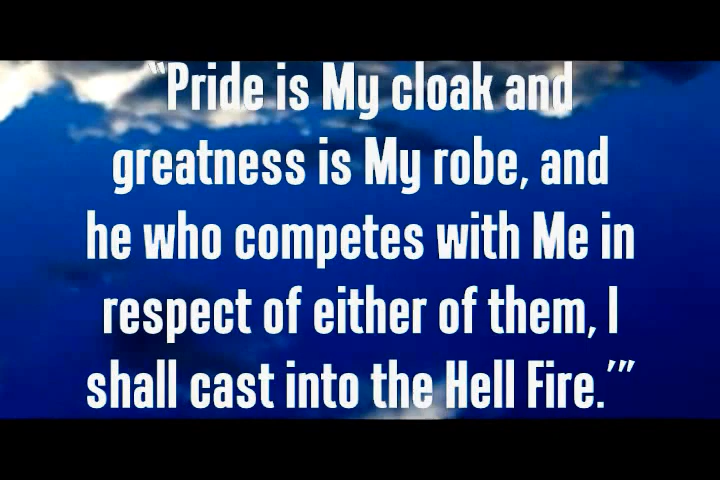 “Pride is My cloak and
greatness is My robe, and
he who competes with Me in
respect of either of them, I
shall cast into the Hell Fire.’”